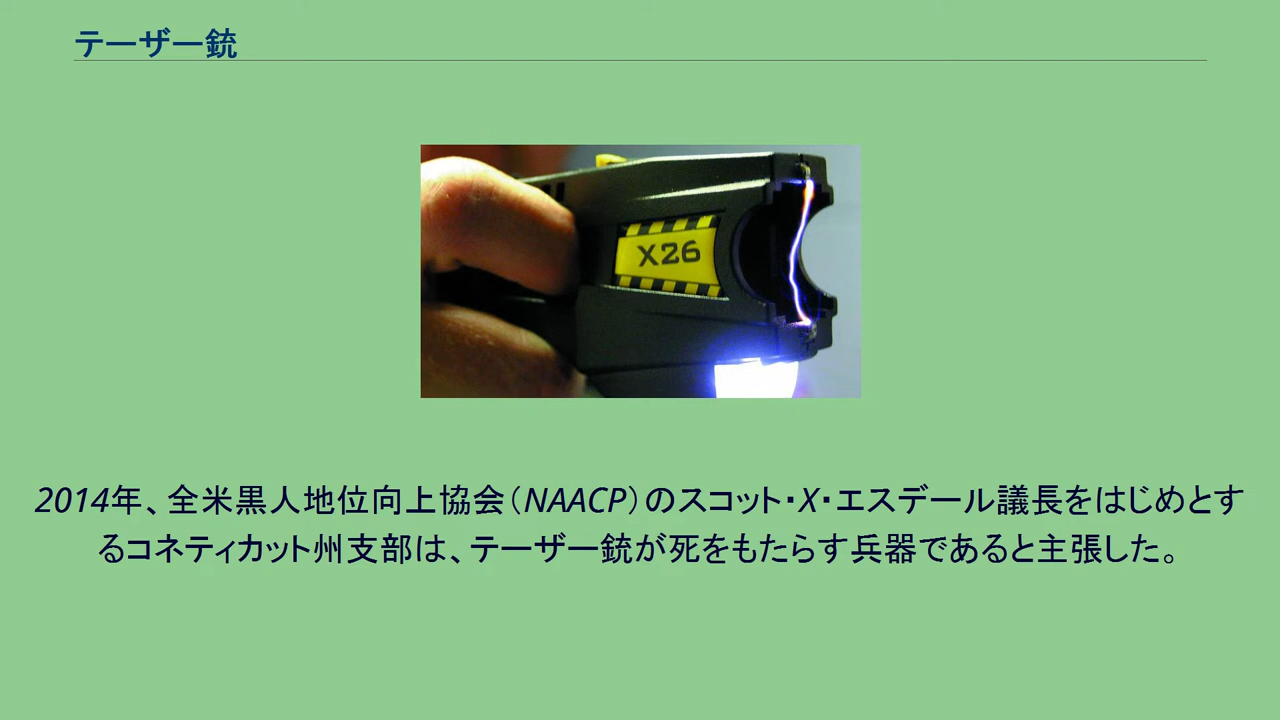 テーザー銃
X26
2014年、全米黒人地位向上協会（NAACP）のスコット・X・エスデール議長をはじめとす
るコネティカット州支部は、テーザー銃が死をもたらす兵器であると主張した。